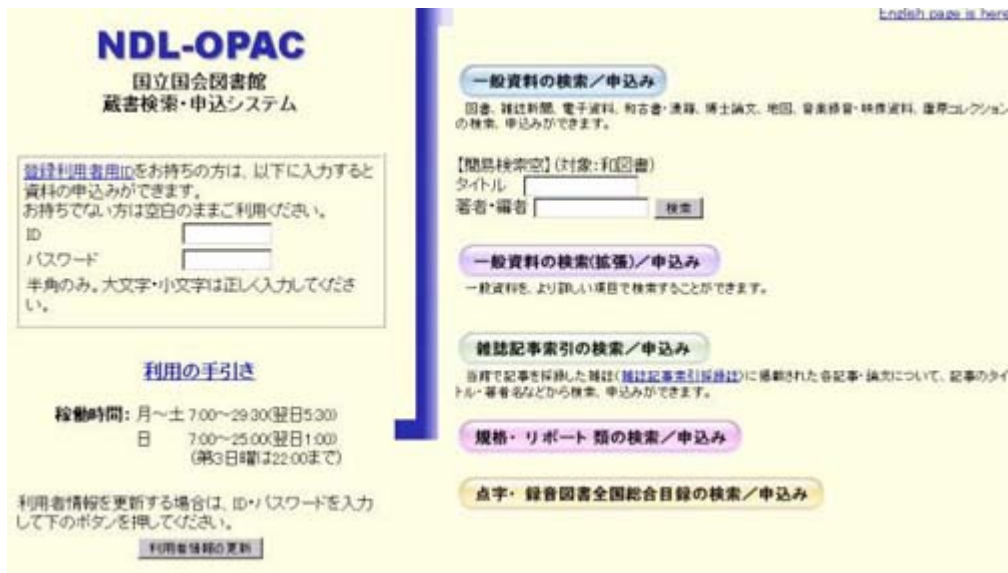 NDL-OPAC
国立国会図書館
蔵書検索・申込システム
登録利用者用IDをお持ちの方は、以下に入力すると
資料の申込みができます。
お持ちでない方は空白のままご利用ください。
ID
パスワード
半角のみ。大文字・小文字は正しく入力してくださ
い。
利用の手引き
稼働時間: 月～土 7:00～29:30(翌日5:30)
日 7:00～25:00(翌日1:00)
(第3日曜は22:00まで)
利用者情報を更新する場合は、ID・パスワードを入力
して下のボタンを押してください。
利用者情報の更新
English page is here
一般資料の検索／申込み
図書、雑誌新聞、電子資料、和古書・漢籍、博士論文、地図、音楽録音・映像資料、蘆原コレクション
の検索、申込みができます。
【簡易検索窓】(対象:和図書)
タイトル
著者・編者 検索
一般資料の検索(拡張)／申込み
一般資料を、より詳しい項目で検索することができます。
雑誌記事索引の検索／申込み
当館で記事を採録した雑誌(雑誌記事索引採録誌)に掲載された各記事・論文について、記事のタイ
トル・著者名などから検索、申込みができます。
規格・リポート類の検索／申込み
点字・録音図書全国総合目録の検索／申込み